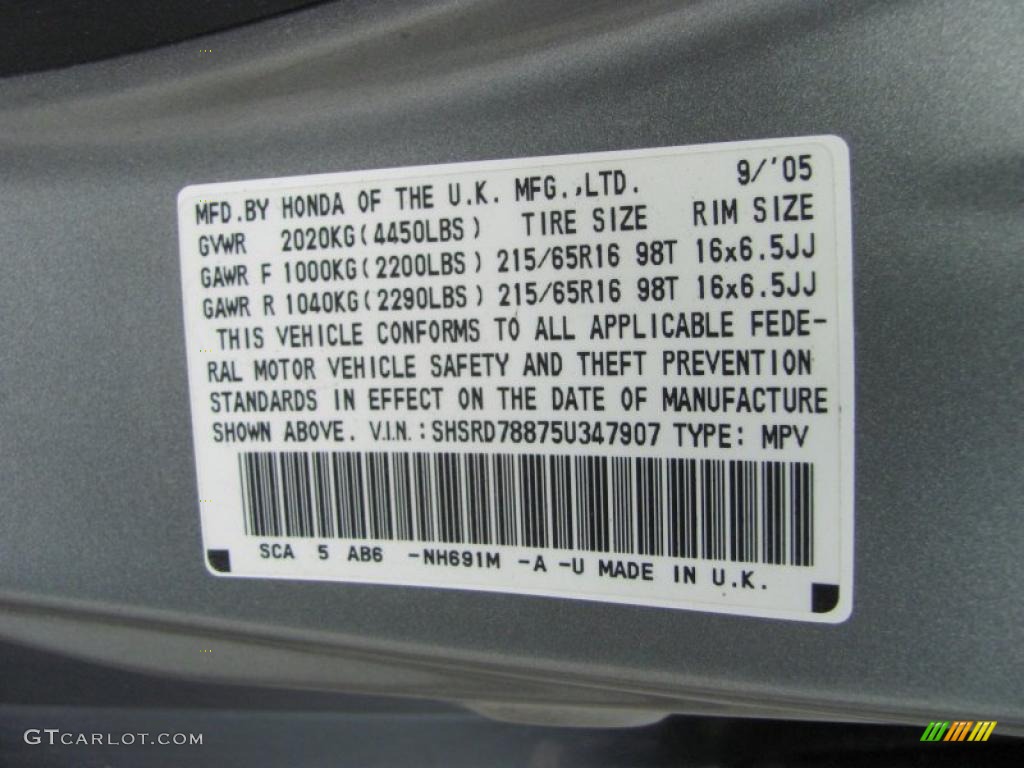 MFD.BY HONDA OF THE U.K. MFG.,LTD. 9/'05
GVWR 2020KG(4450LBS) TIRE SIZE RIM SIZE
GAWR F 1000KG(2200LBS) 215/65R16 98T 16x6.5JJ
GAWR R 1040KG(2290LBS) 215/65R16 98T 16x6.5JJ
THIS VEHICLE CONFORMS TO ALL APPLICABLE FEDE-
RAL MOTOR VEHICLE SAFETY AND THEFT PREVENTION
STANDARDS IN EFFECT ON THE DATE OF MANUFACTURE
SHOWN ABOVE. V.I.N.:SHSRD78875U347907 TYPE: MPV
SCA 5 AB6 -NH691M -A -U MADE IN U.K.
GTCARLOT.COM